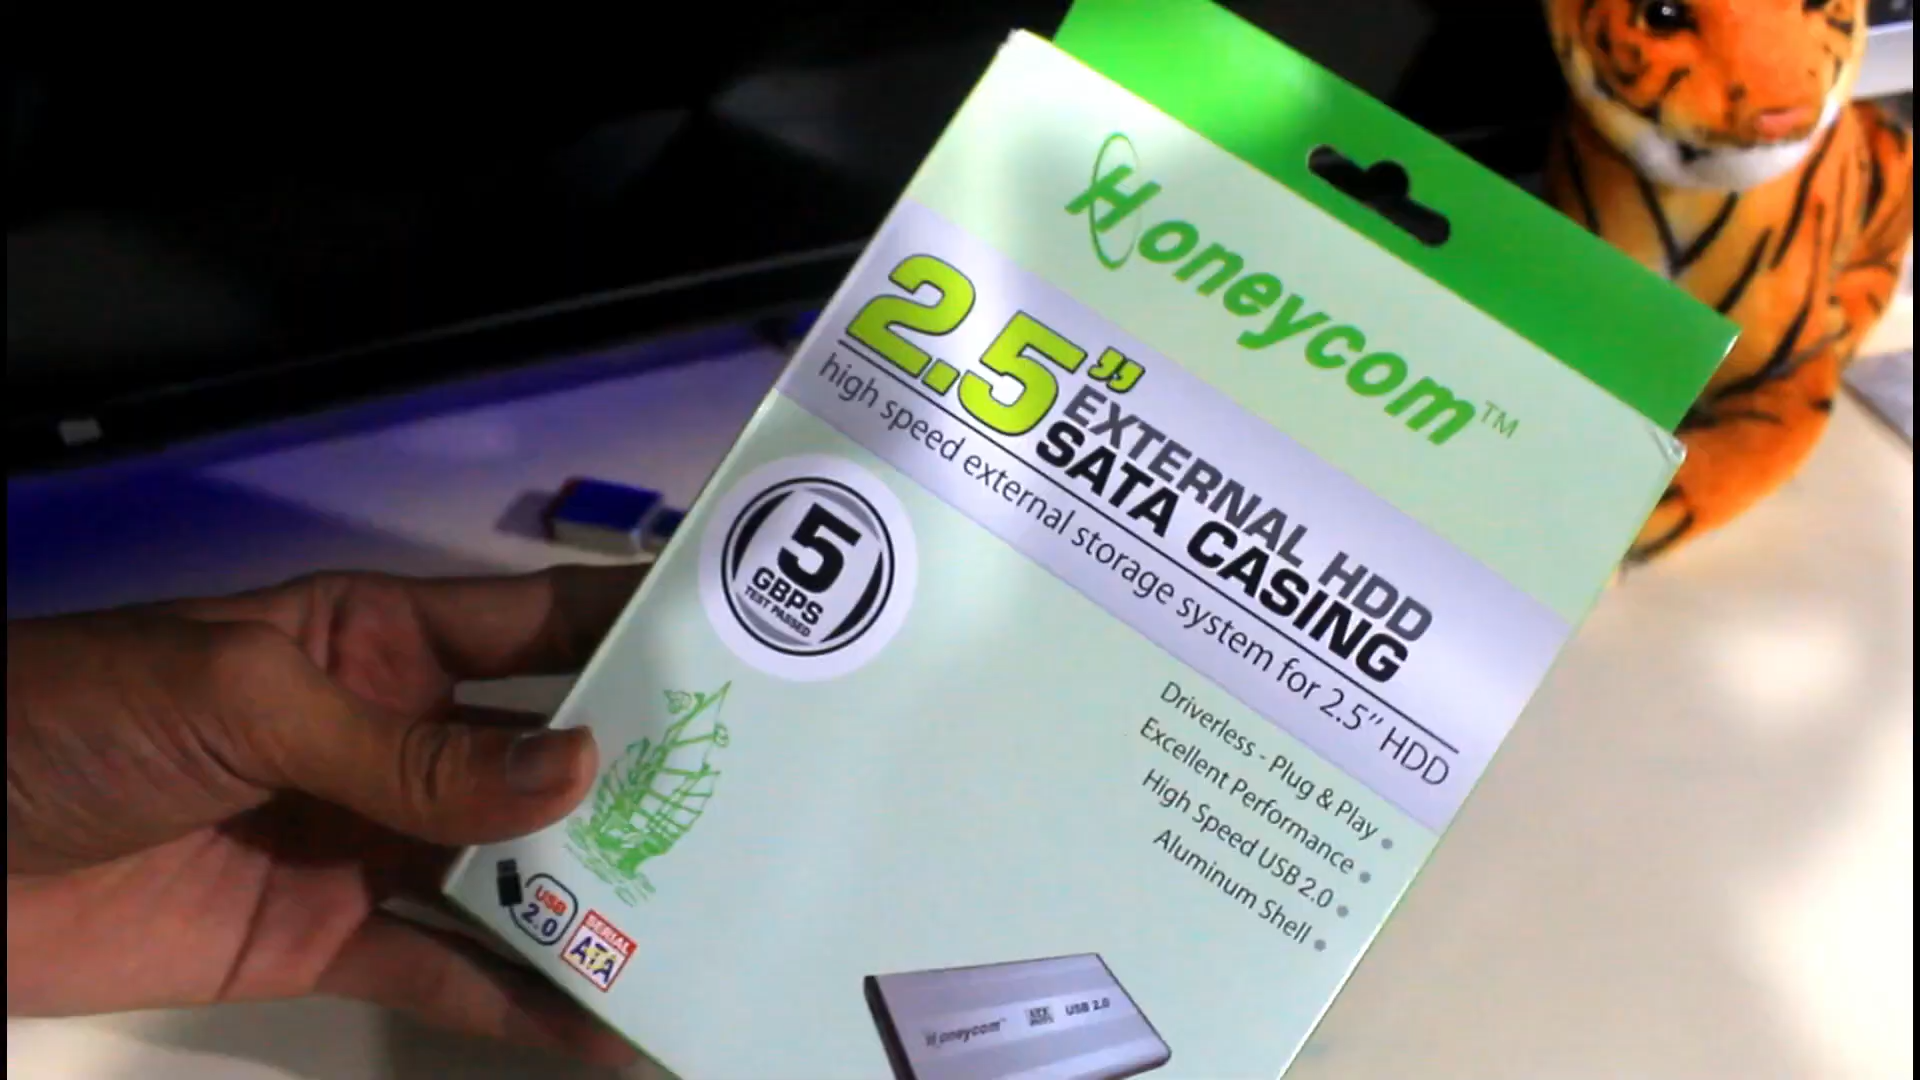 Honeycom™
2.5”
EXTERNAL HDD
SATA CASING
high speed external storage system for 2.5” HDD
5
GBPS
TEST PASSED
Driverless - Plug & Play
Excellent Performance
High Speed USB 2.0
Aluminum Shell
USB
2.0
SERIAL
ATA
Honeycom™
USB 2.0